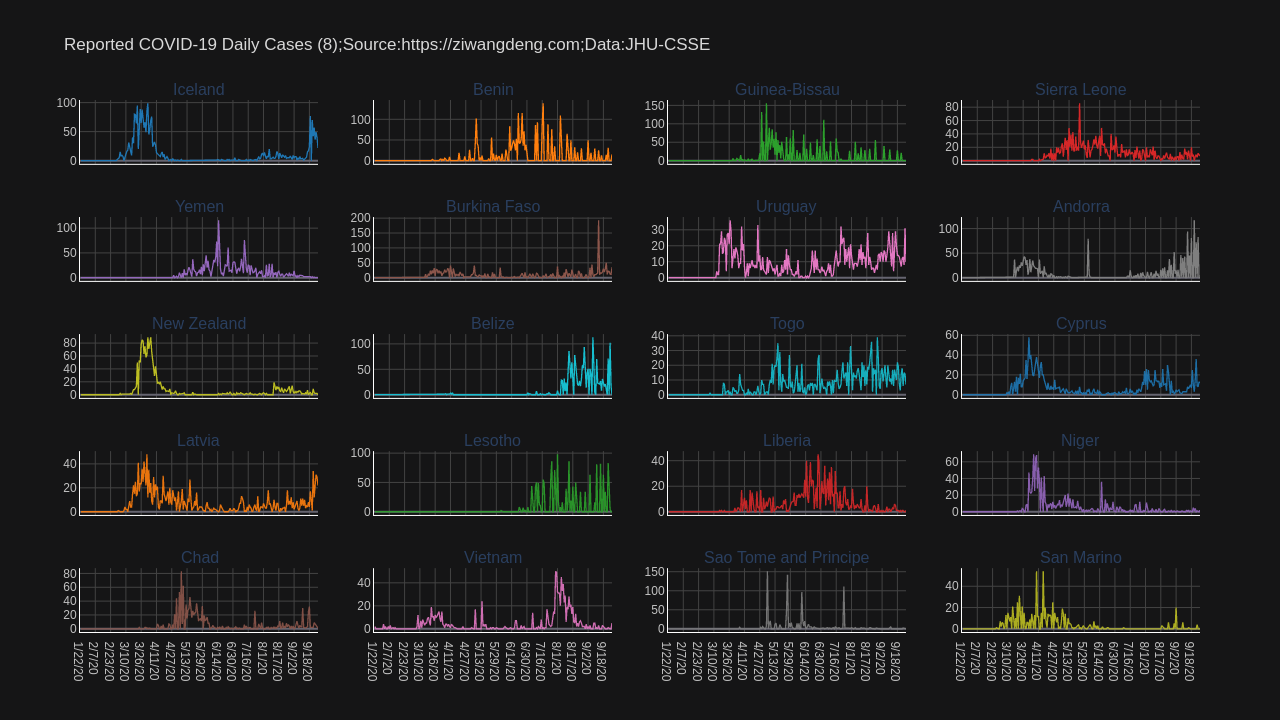 Reported COVID-19 Daily Cases (8);Source:https://ziwangdeng.com;Data:JHU-CSSE
Iceland Benin Guinea-Bissau Sierra Leone
100 50 0
100 50 0
150 100 50 0
80 60 40 20 0
Yemen Burkina Faso Uruguay Andorra
100 50 0
200 150 100 50 0
30 20 10 0
100 50 0
New Zealand Belize Togo Cyprus
80 60 40 20 0
100 50 0
40 30 20 10 0
60 40 20 0
Latvia Lesotho Liberia Niger
40 20 0
100 50 0
40 20 0
60 40 20 0
Chad Vietnam Sao Tome and Principe San Marino
80 60 40 20 0
40 20 0
150 100 50 0
40 20 0
1/22/20 2/7/20 2/23/20 3/10/20 3/26/20 4/11/20 4/27/20 5/13/20 5/29/20 6/14/20 6/30/20 7/16/20 8/1/20 8/17/20 9/2/20 9/18/20
1/22/20 2/7/20 2/23/20 3/10/20 3/26/20 4/11/20 4/27/20 5/13/20 5/29/20 6/14/20 6/30/20 7/16/20 8/1/20 8/17/20 9/2/20 9/18/20
1/22/20 2/7/20 2/23/20 3/10/20 3/26/20 4/11/20 4/27/20 5/13/20 5/29/20 6/14/20 6/30/20 7/16/20 8/1/20 8/17/20 9/2/20 9/18/20
1/22/20 2/7/20 2/23/20 3/10/20 3/26/20 4/11/20 4/27/20 5/13/20 5/29/20 6/14/20 6/30/20 7/16/20 8/1/20 8/17/20 9/2/20 9/18/20